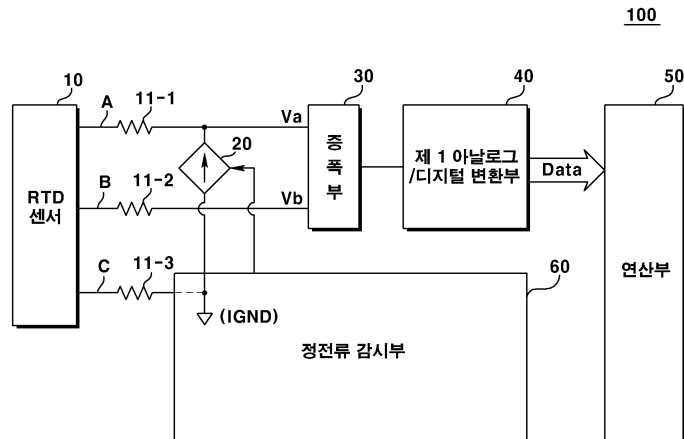 100
10
A
11-1
20
Va
30
40
50
증
폭
부
제 1 아날로그
/디지털 변환부
Data
RTD
센서
B
11-2
Vb
C
11-3
60
(IGND)
연산부
정전류 감시부